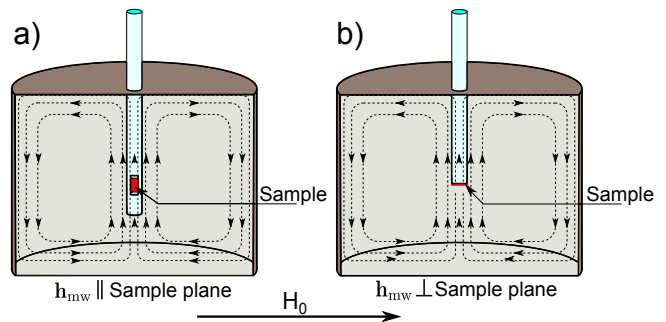 a)
b)
Sample
Sample
h_mw ∥ Sample plane
h_mw ⊥ Sample plane
H_0